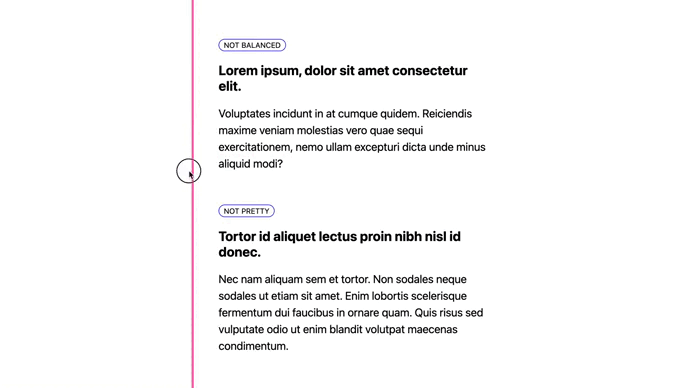 NOT BALANCED
Lorem ipsum, dolor sit amet consectetur
elit.
Voluptates incidunt in at cumque quidem. Reiciendis
maxime veniam molestias vero quae sequi
exercitationem, nemo ullam excepturi dicta unde minus
aliquid modi?
NOT PRETTY
Tortor id aliquet lectus proin nibh nisl id
donec.
Nec nam aliquam sem et tortor. Non sodales neque
sodales ut etiam sit amet. Enim lobortis scelerisque
fermentum dui faucibus in ornare quam. Quis risus sed
vulputate odio ut enim blandit volutpat maecenas
condimentum.